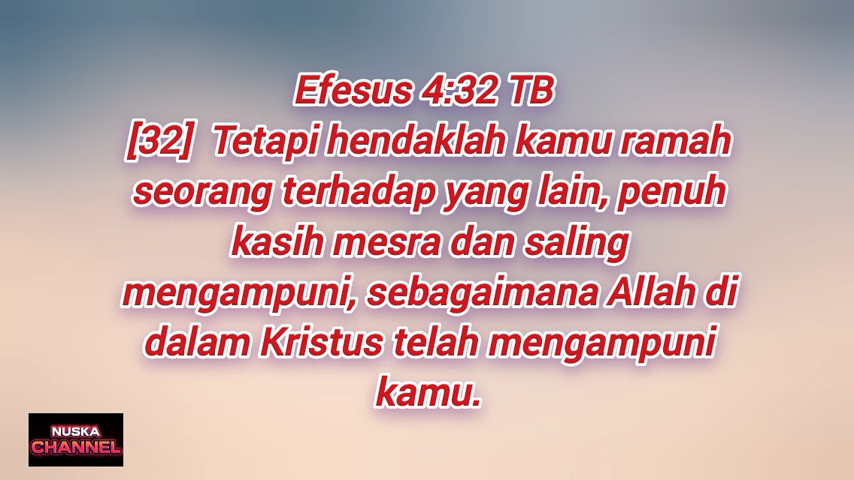 Efesus 4:32 TB
[32] Tetapi hendaklah kamu ramah
seorang terhadap yang lain, penuh
kasih mesra dan saling
mengampuni, sebagaimana Allah di
dalam Kristus telah mengampuni
kamu.
NUSKA
CHANNEL